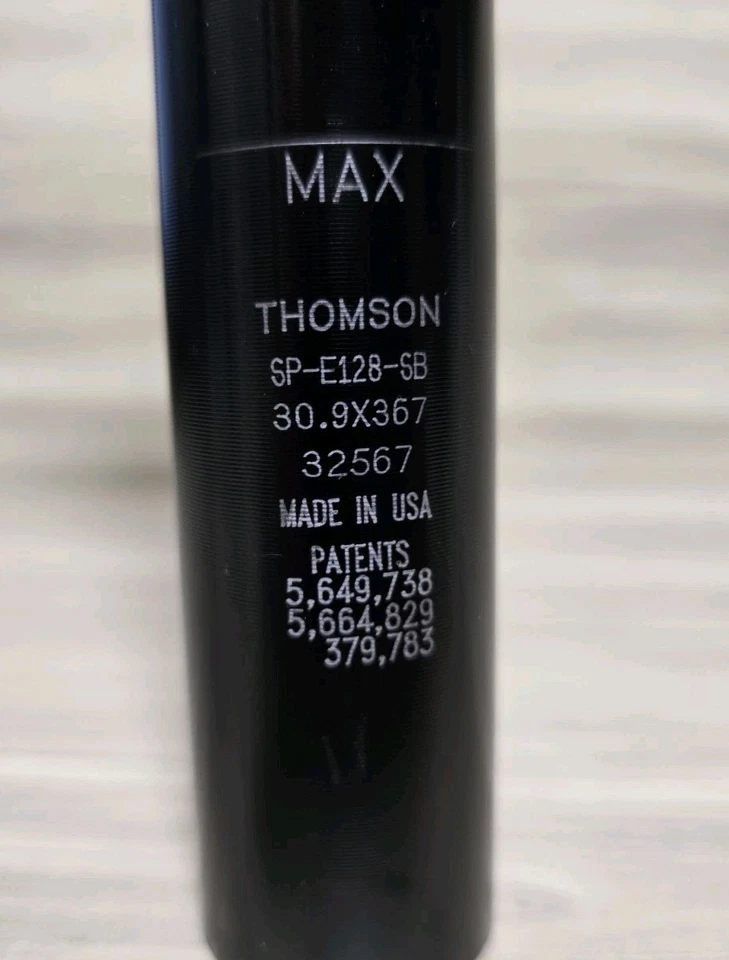 MAX
THOMSON
SP-E128-SB
30.9X367
32567
MADE IN USA
PATENTS
5,649,738
5,664,829
379,783